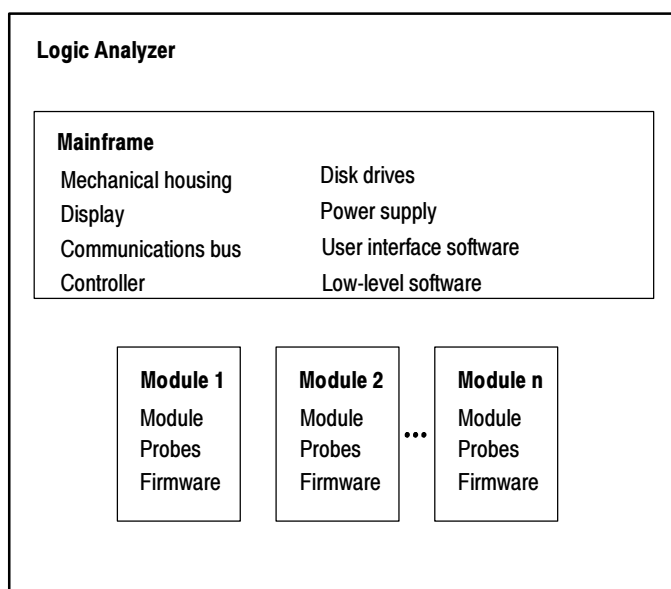 Logic Analyzer
Mainframe
Mechanical housing
Display
Communications bus
Controller
Disk drives
Power supply
User interface software
Low-level software
Module 1
Module
Probes
Firmware
Module 2
Module
Probes
Firmware
...
Module n
Module
Probes
Firmware